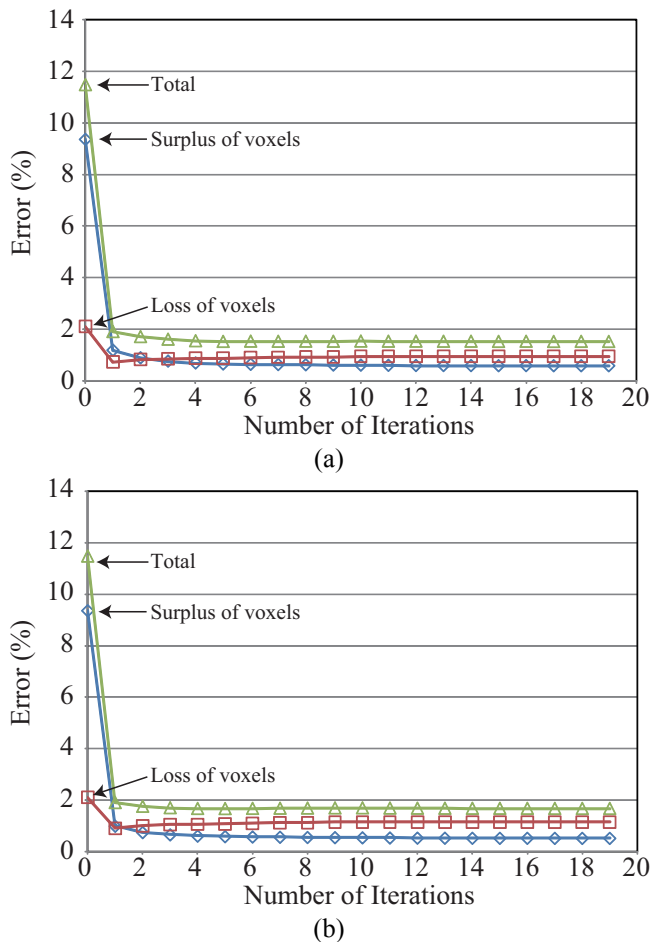 14
12
10
8
6
4
2
0
Error (%)
Total
Surplus of voxels
Loss of voxels
0 2 4 6 8 10 12 14 16 18 20
Number of Iterations
(a)
14
12
10
8
6
4
2
0
Error (%)
Total
Surplus of voxels
Loss of voxels
0 2 4 6 8 10 12 14 16 18 20
Number of Iterations
(b)